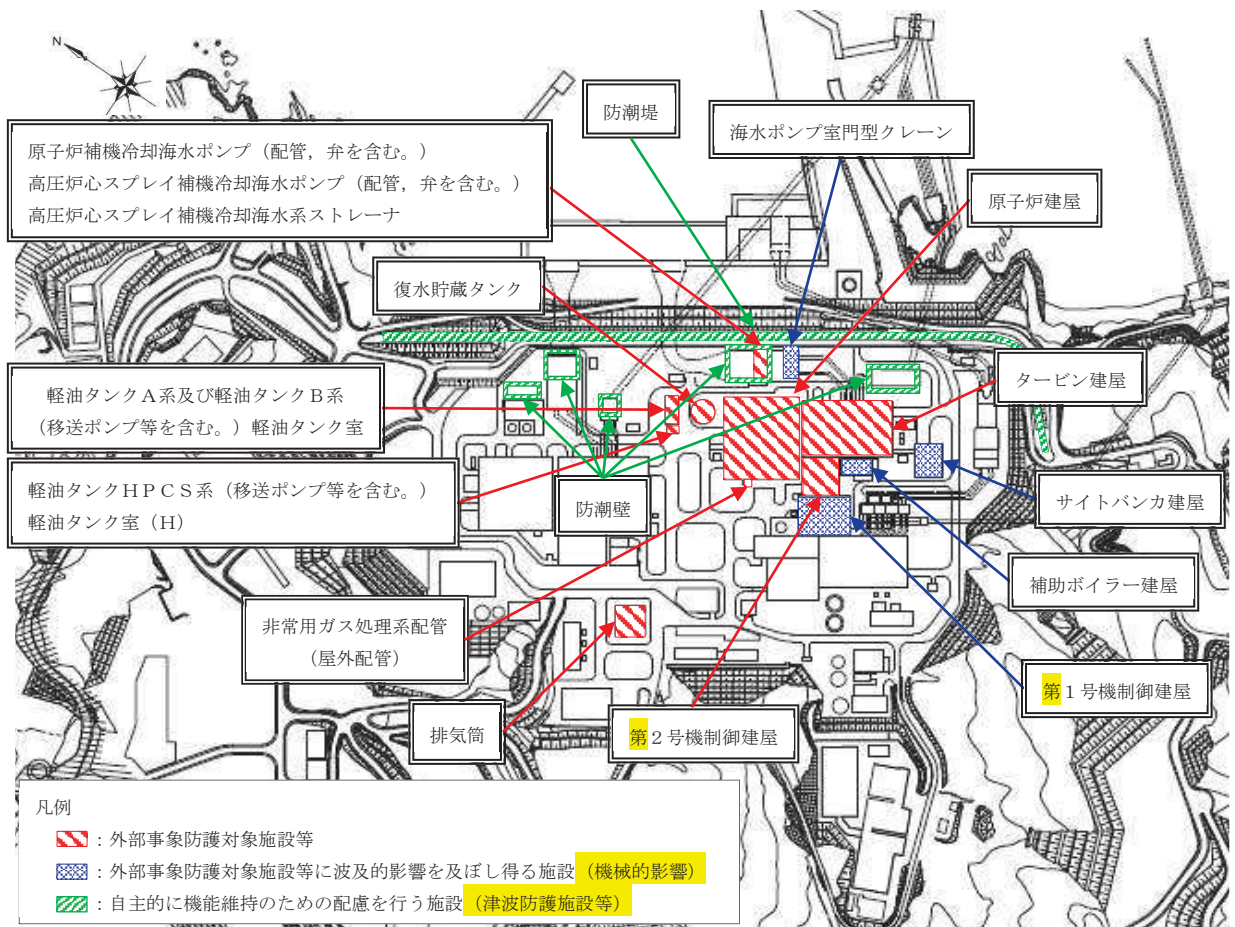 N
防潮堤
海水ポンプ室門型クレーン
原子炉補機冷却海水ポンプ（配管，弁を含む。）
高圧炉心スプレイ補機冷却海水ポンプ（配管，弁を含む。）
高圧炉心スプレイ補機冷却海水系ストレーナ
原子炉建屋
復水貯蔵タンク
軽油タンクＡ系及び軽油タンクＢ系
（移送ポンプ等を含む。）軽油タンク室
タービン建屋
軽油タンクＨＰＣＳ系（移送ポンプ等を含む。）
軽油タンク室（Ｈ）
防潮壁
サイトバンカ建屋
補助ボイラー建屋
非常用ガス処理系配管
（屋外配管）
第１号機制御建屋
排気筒
第２号機制御建屋
凡例
：外部事象防護対象施設等
：外部事象防護対象施設等に波及的影響を及ぼし得る施設（機械的影響）
：自主的に機能維持のための配慮を行う施設（津波防護施設等）